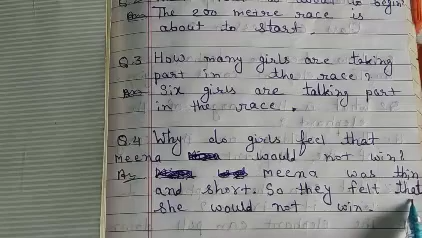 The 200 metre race is
about to start.
Q.3 How many girls are taking
part in the race?
Six girls are talking part
in the race.
Q.4 Why do girls feel that
Meena would not win?
A: Meena was thin
and short. So they felt that
she would not win.